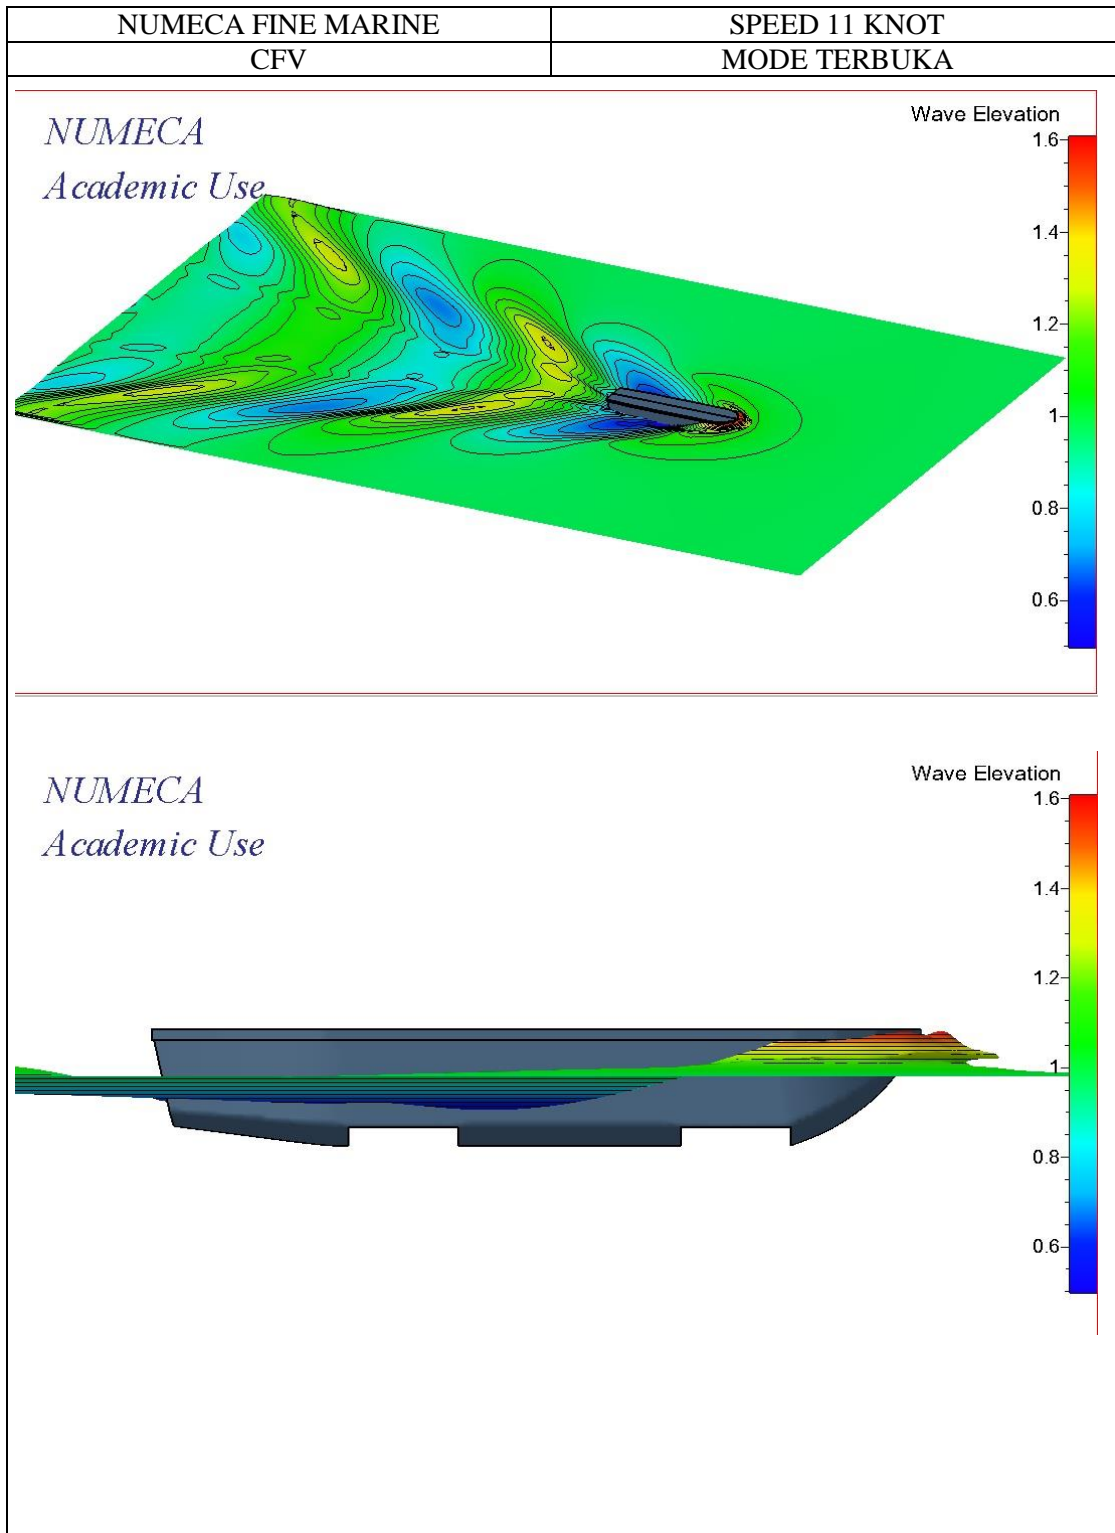 NUMECA FINE MARINE SPEED 11 KNOT
CFV MODE TERBUKA
NUMECA
Academic Use
Wave Elevation
1.6
1.4
1.2
1
0.8
0.6
NUMECA
Academic Use
Wave Elevation
1.6
1.4
1.2
1
0.8
0.6